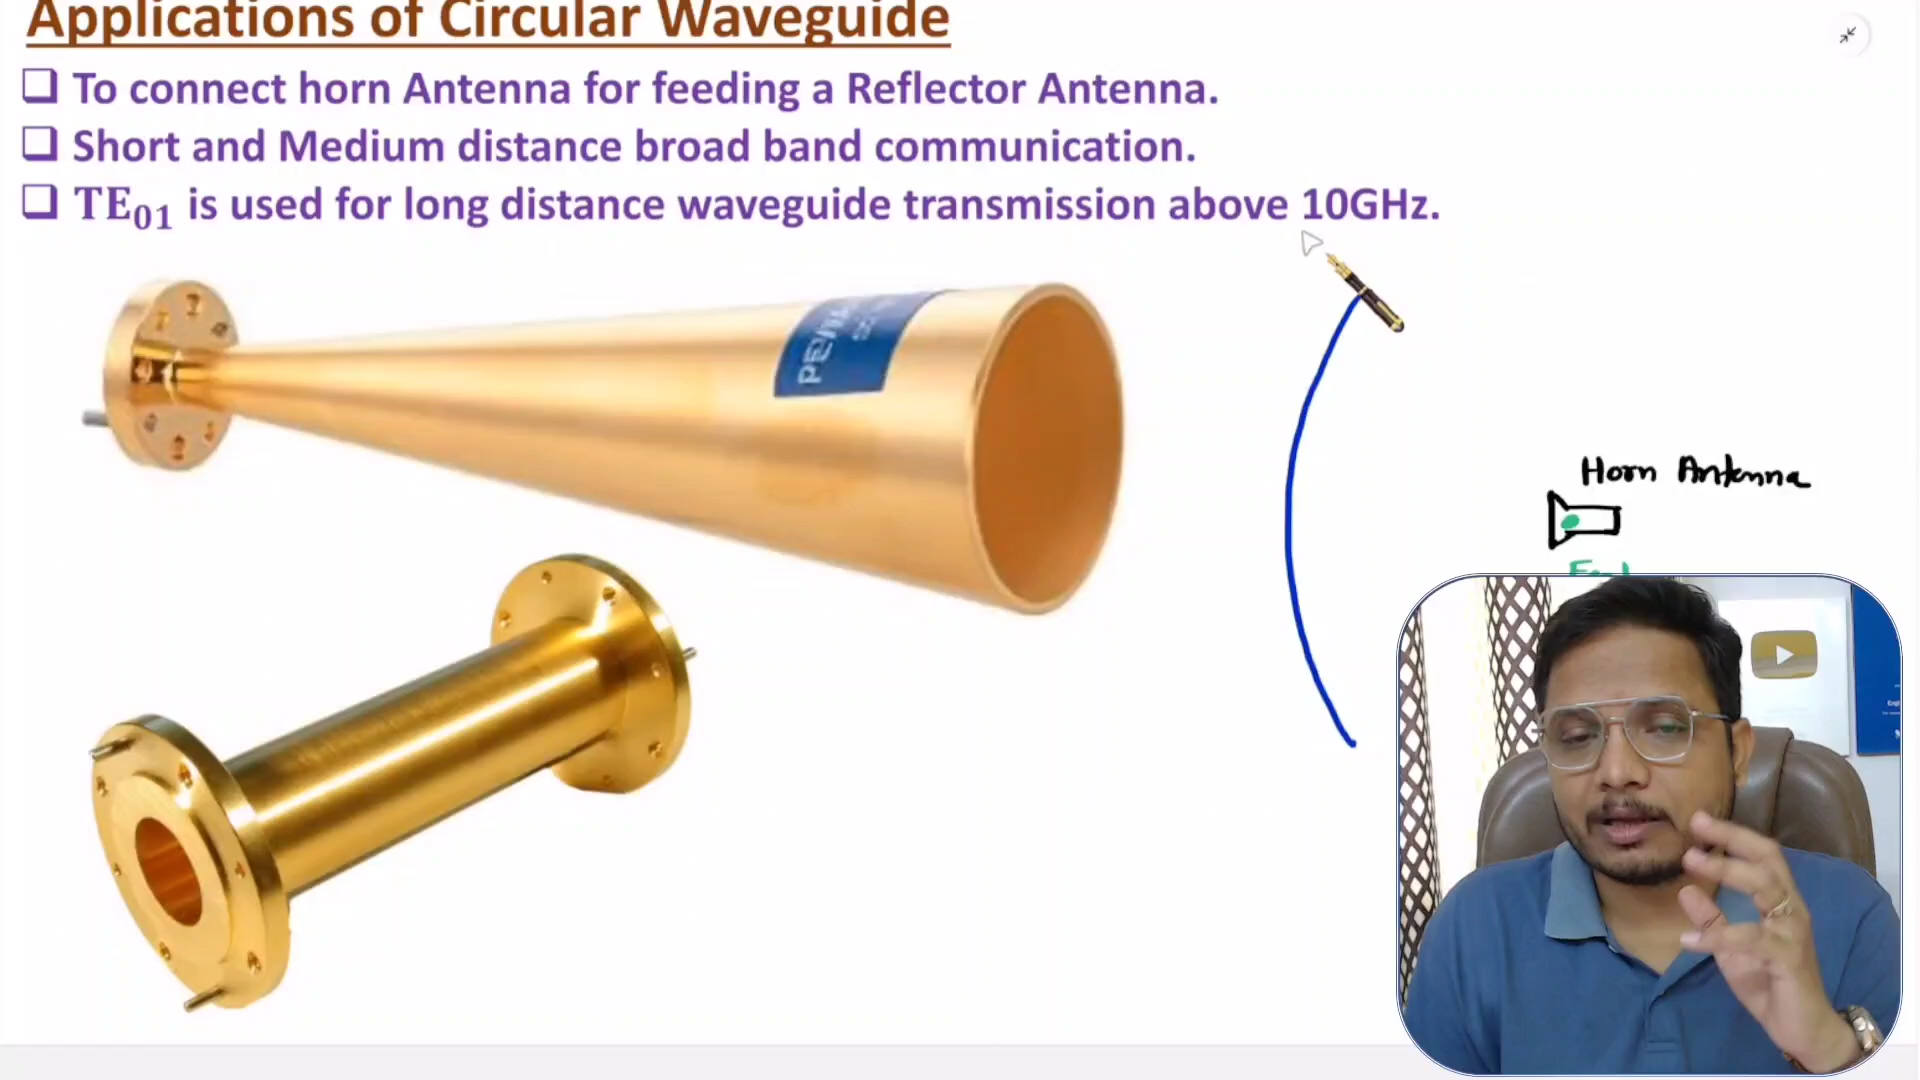 Applications of Circular Waveguide
To connect horn Antenna for feeding a Reflector Antenna.
Short and Medium distance broad band communication.
TE₀₁ is used for long distance waveguide transmission above 10GHz.
Horn Antenna